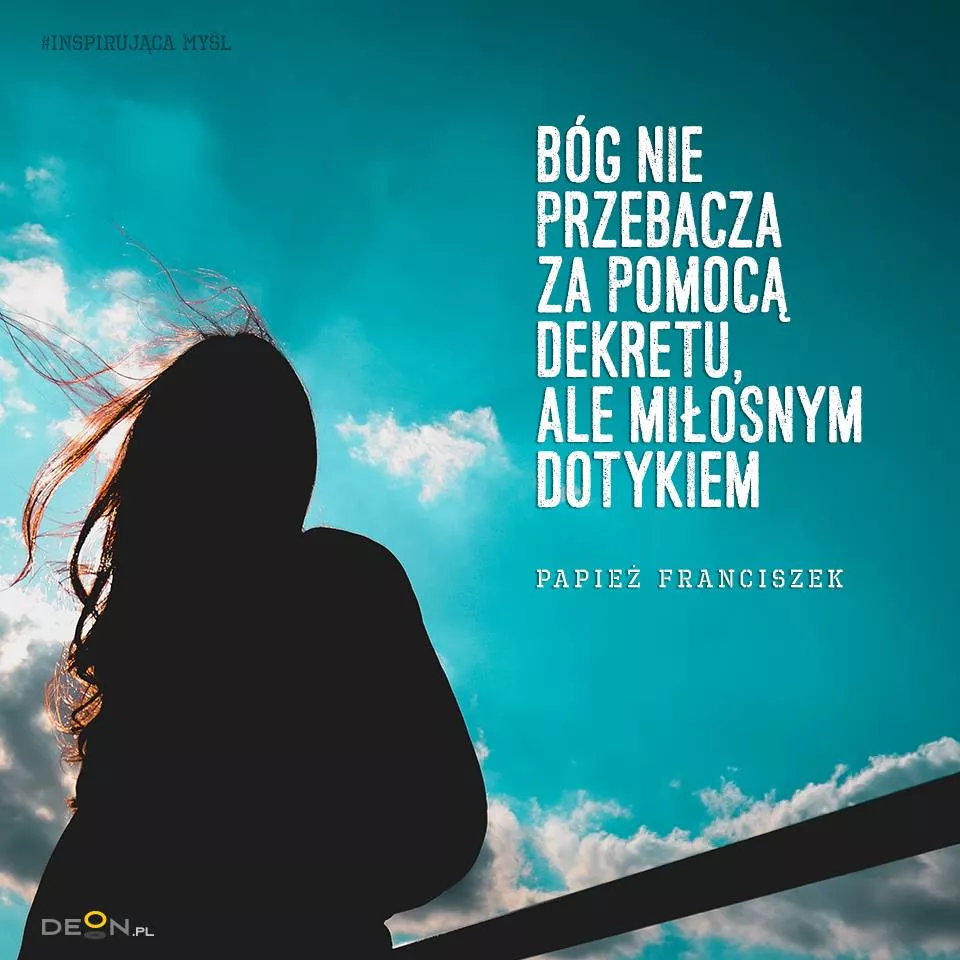 #INSPIRUJĄCA MYŚL
BÓG NIE
PRZEBACZA
ZA POMOCĄ
DEKRETU,
ALE MIŁOSNYM
DOTYKIEM
PAPIEŻ FRANCISZEK
DEON.PL